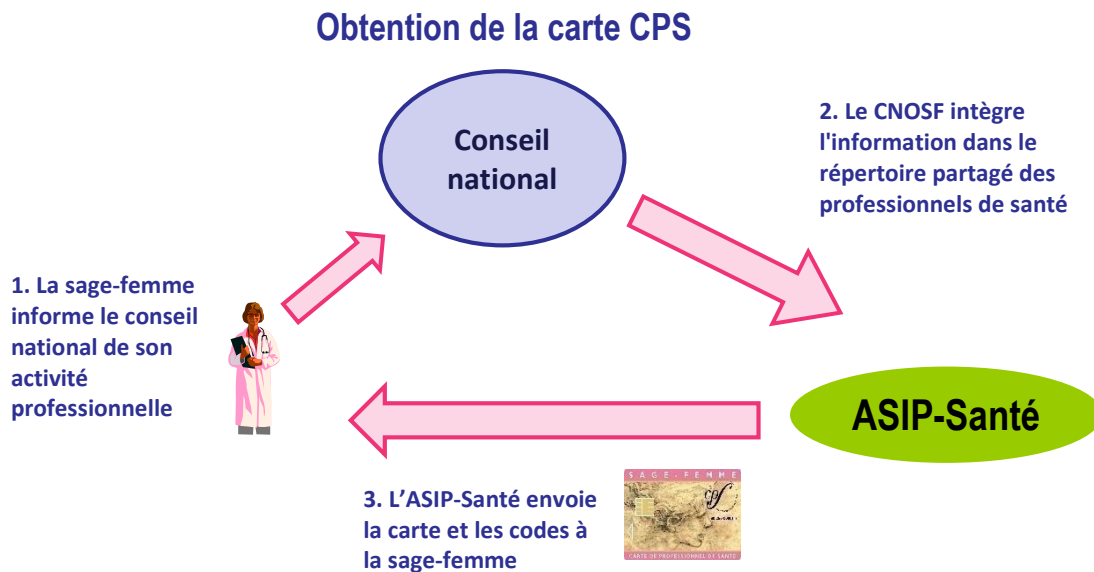 Obtention de la carte CPS
Conseil
national
2. Le CNOSF intègre
l'information dans le
répertoire partagé des
professionnels de santé
1. La sage-femme
informe le conseil
national de son
activité
professionnelle
ASIP-Santé
3. L’ASIP-Santé envoie
la carte et les codes à
la sage-femme
SAGE-FEMME
CARTE DE PROFESSIONNEL DE SANTÉ